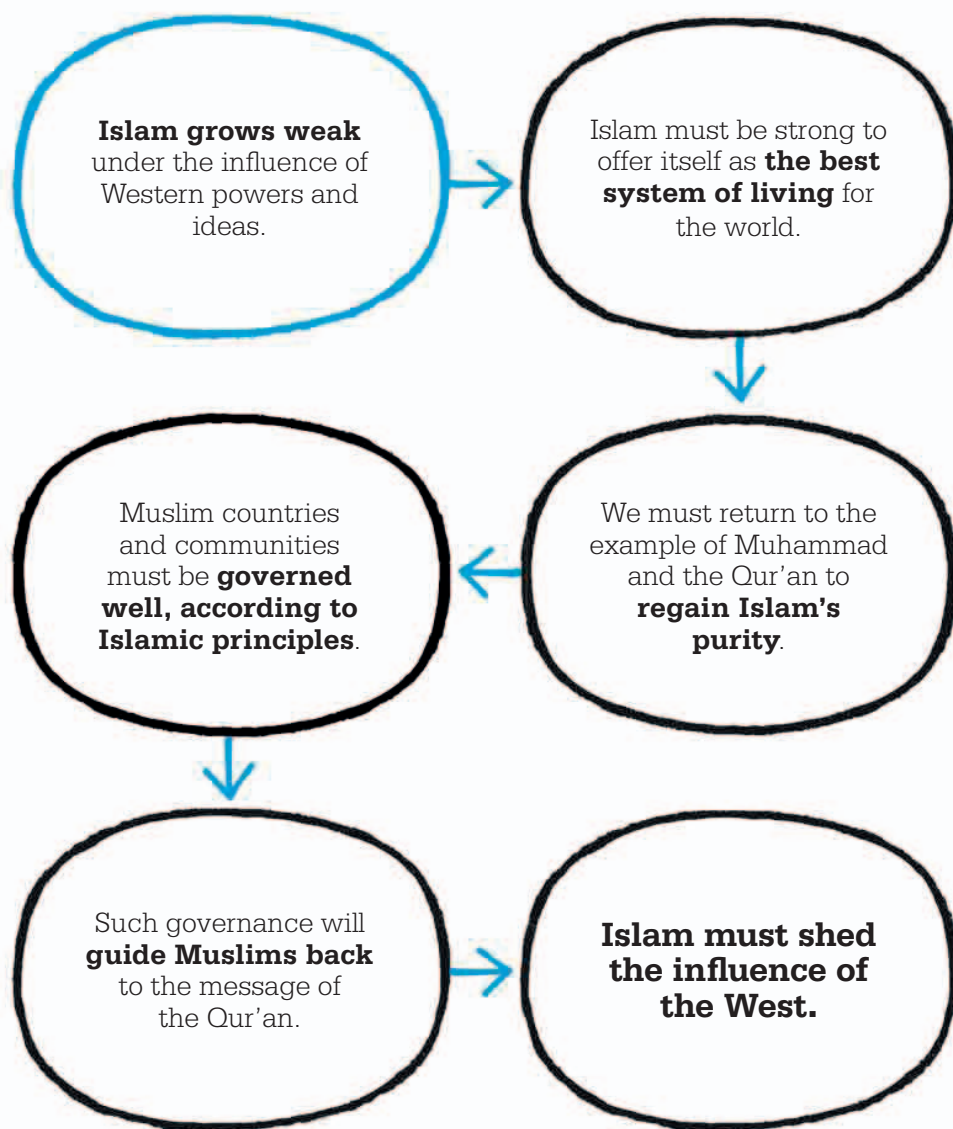 Islam grows weak
under the influence of
Western powers and
ideas.
Islam must be strong to
offer itself as the best
system of living for
the world.
We must return to the
example of Muhammad
and the Qur’an to
regain Islam’s
purity.
Muslim countries
and communities
must be governed
well, according to
Islamic principles.
Such governance will
guide Muslims back
to the message of
the Qur’an.
Islam must shed
the influence of
the West.